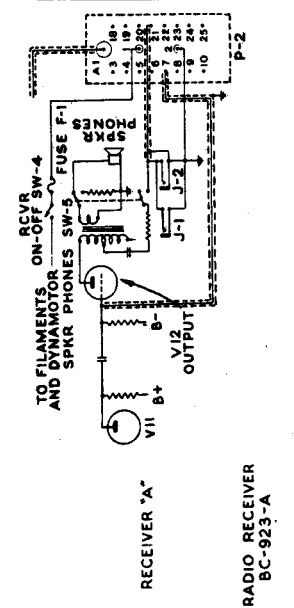 RADIO RECEIVER
BC-923-A
RECEIVER "A"
TO FILAMENTS
AND DYNAMOTOR
RCVR
ON-OFF SW-4
SPKR PHONES SW-5
FUSE F-1
SPKR
PHONES
V11
B+
B-
V12
OUTPUT
J-1
J-2
P-2
A1
18
20
21
23
24
25
19
22
2
3
4
5
6
7
8
9
10